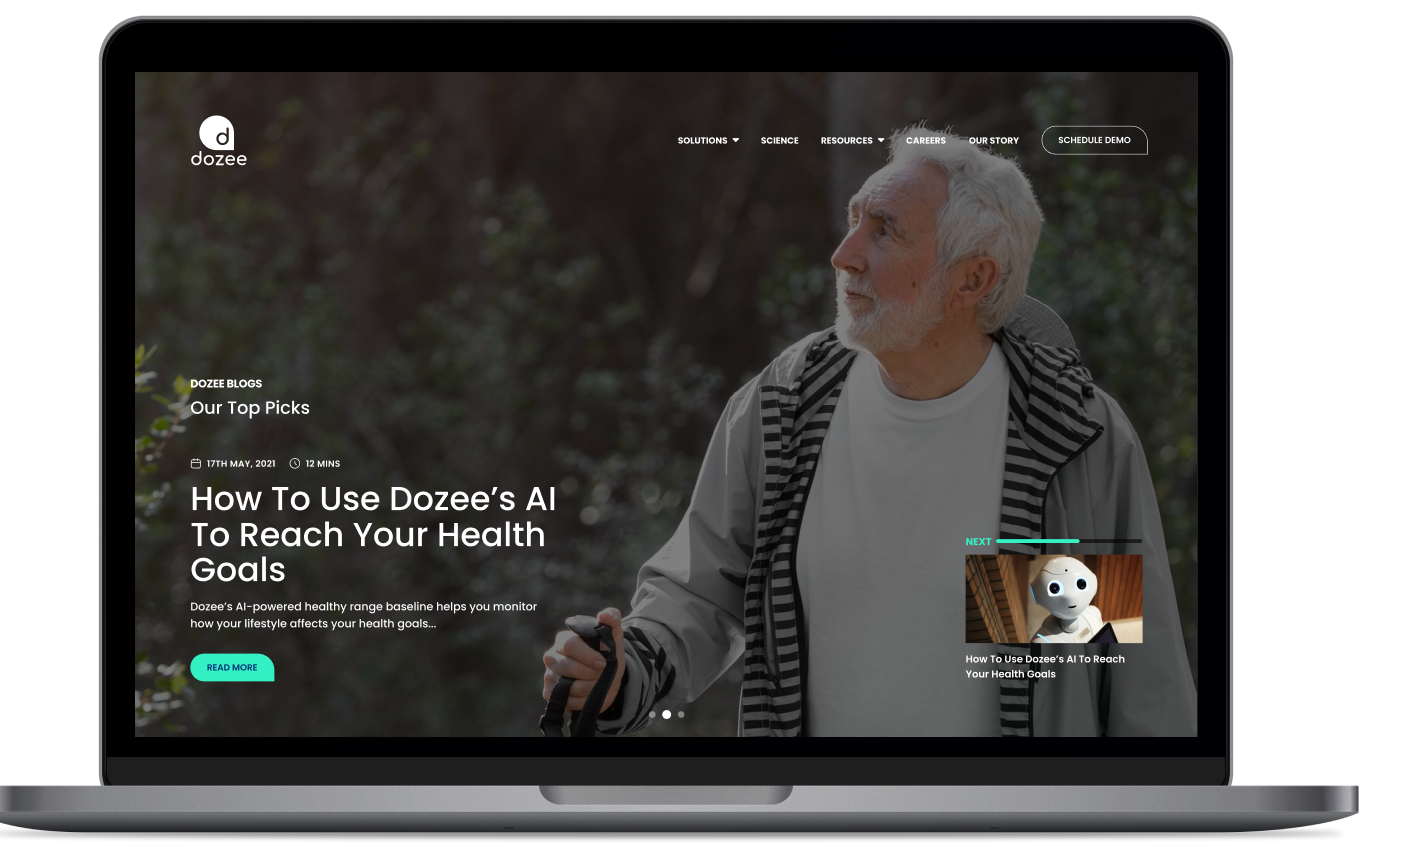 d
dozee
SOLUTIONS SCIENCE RESOURCES CAREERS OUR STORY SCHEDULE DEMO
DOZEE BLOGS
Our Top Picks
17TH MAY, 2021 12 MINS
How To Use Dozee’s AI
To Reach Your Health
Goals
Dozee’s AI-powered healthy range baseline helps you monitor
how your lifestyle affects your health goals...
READ MORE
NEXT
How To Use Dozee’s AI To Reach
Your Health Goals